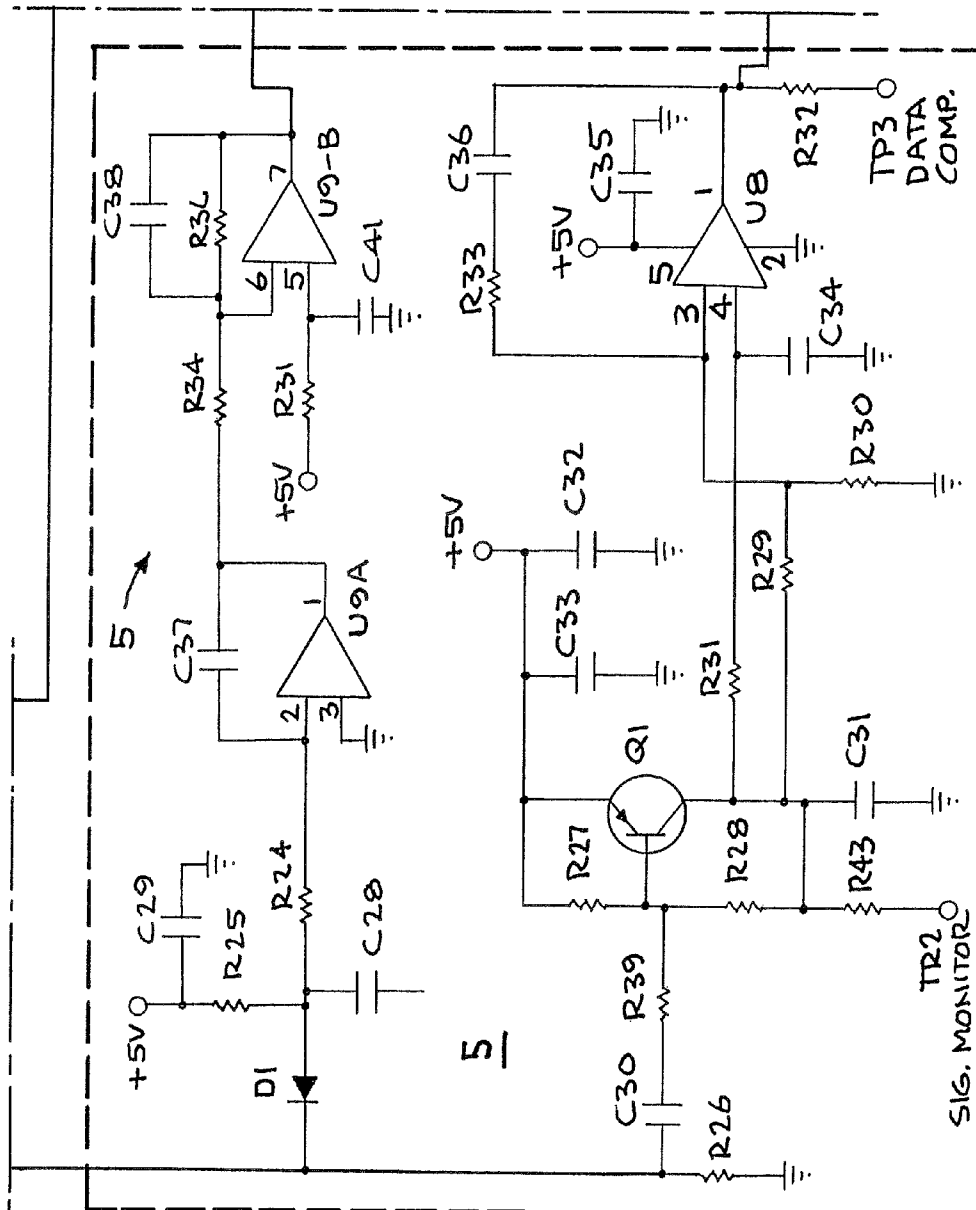 C38
R36
7
U9-B
6
5
C41
R34
R31
+5V
5
C37
1
U9A
2
3
C29
R25
R24
C28
+5V
D1
5
C36
C35
+5V
R33
1
U8
5
2
3
4
C34
R32
TP3
DATA
COMP.
+5V
C32
C33
R30
R29
R31
Q1
R27
R28
C31
R43
TR2
SIG. MONITOR
R39
C30
R26